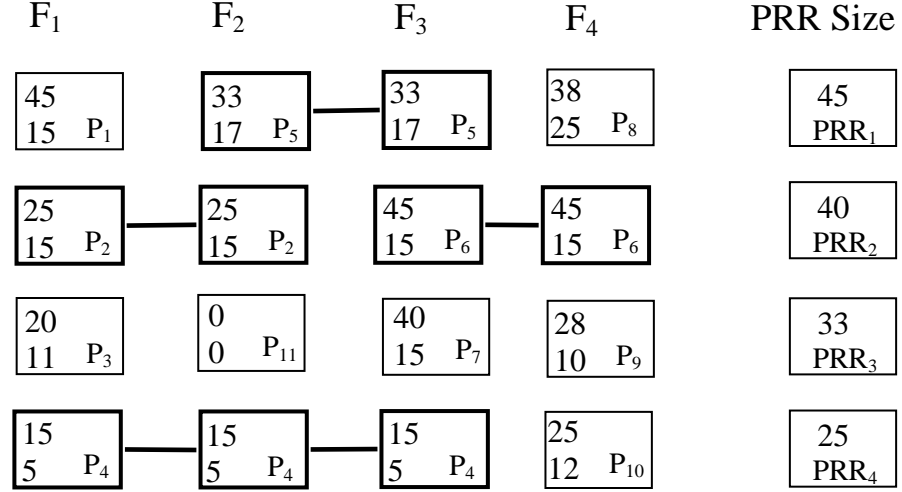 F₁ F₂ F₃ F₄ PRR Size
45 33 33 38 45
15 P₁ 17 P₅ 17 P₅ 25 P₈ PRR₁
25 25 45 45 40
15 P₂ 15 P₂ 15 P₆ 15 P₆ PRR₂
20 0 40 28 33
11 P₃ 0 P₁₁ 15 P₇ 10 P₉ PRR₃
15 15 15 25 25
5 P₄ 5 P₄ 5 P₄ 12 P₁₀ PRR₄